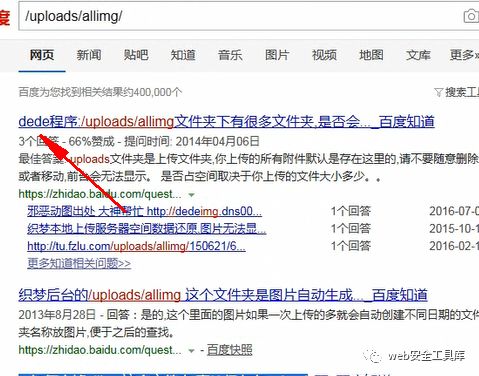 度 /uploads/allimg/
网页 新闻 贴吧 知道 音乐 图片 视频 地图 文库 更多»
百度为您找到相关结果约400,000个 搜索工具
dede程序:/uploads/allimg文件夹下有很多文件夹,是否会..._百度知道
3个回答 - 66%赞成 - 提问时间: 2014年04月06日
最佳答案: uploads文件夹是上传文件夹,你上传的所有附件默认是存在这里的,请不要随意删除
或者移动,前台会无法显示。 是否占空间取决于你上传的文件大小多少。。
https://zhidao.baidu.com/quest...
邪恶动图出处 大神帮忙 http://dedeimg.dns00... 1个回答 2016-07-0
织梦本地上传服务器空间数据还原,图片无法显... 1个回答 2015-10-1
http://tu.fzlu.com/uploads/allimg/150621/6... 1个回答 2016-02-1
更多知道相关问题>>
织梦后台的/uploads/allimg 这个文件夹是图片自动生成..._百度知道
2013年8月28日 - 回答：是的,这个里面的图片如果一次上传的多就会自动创建不同日期的文件
夹名称放图片,便于之后的查找。
https://zhidao.baidu.com/quest... - 百度快照
web安全工具库